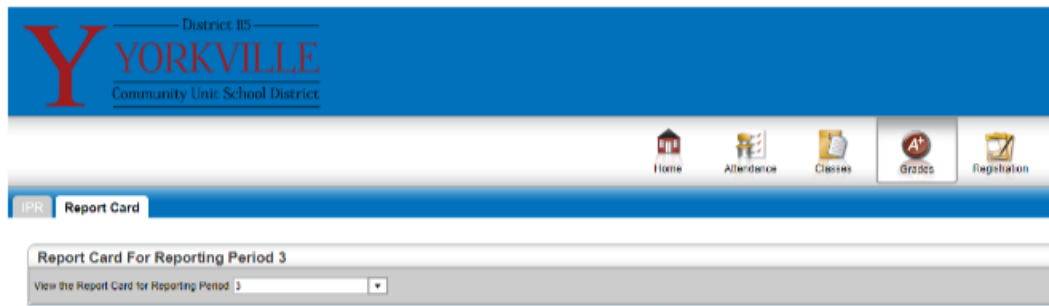 District 115
Y
YORKVILLE
Community Unit School District
Home
Attendance
Classes
A+
Grades
Registration
IPR
Report Card
Report Card For Reporting Period 3
View the Report Card for Reporting Period 3